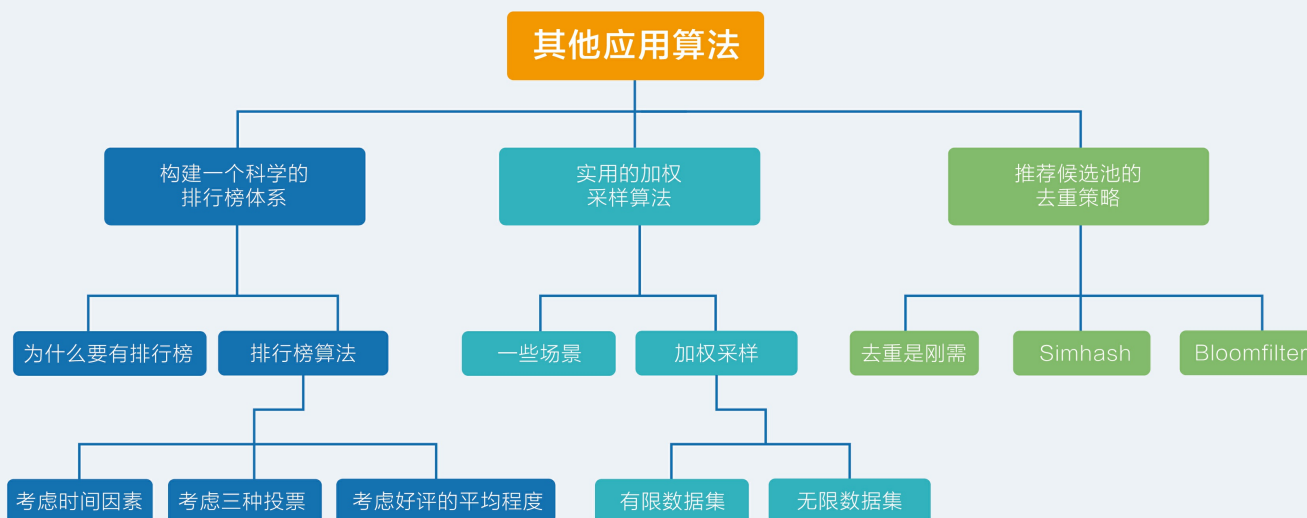 其他应用算法
构建一个科学的
排行榜体系
实用的加权
采样算法
推荐候选池的
去重策略
为什么要有排行榜
排行榜算法
一些场景
加权采样
去重是刚需
Simhash
Bloomfilter
考虑时间因素
考虑三种投票
考虑好评的平均程度
有限数据集
无限数据集